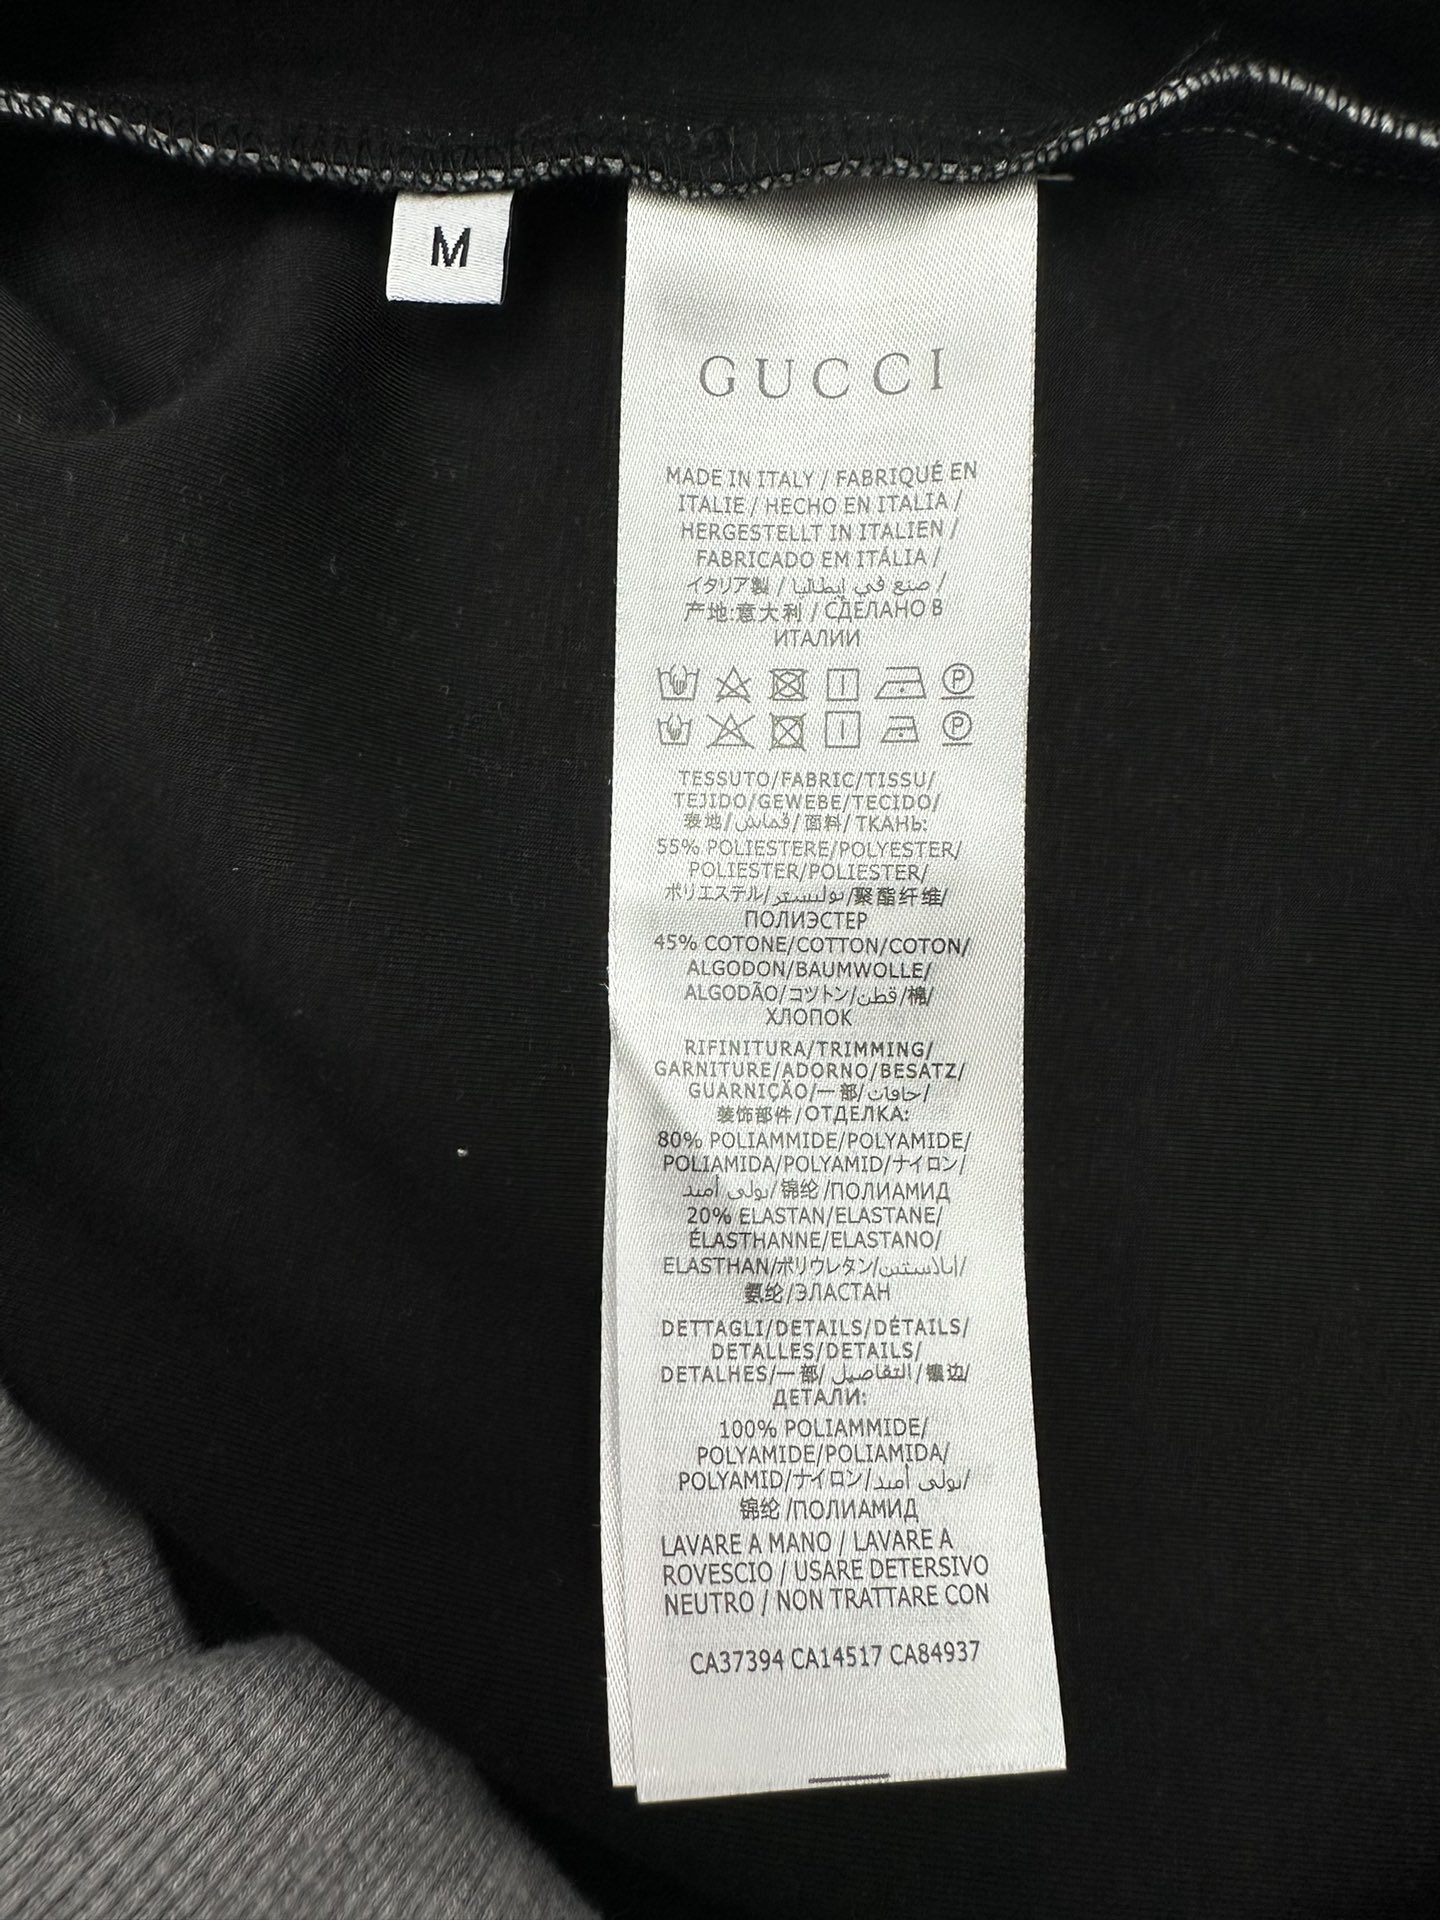 M
GUCCI
MADE IN ITALY / FABRIQUÉ EN
ITALIE / HECHO EN ITALIA /
HERGESTELLT IN ITALIEN /
FABRICADO EM ITÁLIA /
イタリア製 / صنع في إيطاليا /
产地:意大利 / СДЕЛАНО В
ИТАЛИИ
P
P
TESSUTO/FABRIC/TISSU/
TEJIDO/GEWEBE/TECIDO/
表地/قماش/面料/ТКАНЬ:
55% POLIESTERE/POLYESTER/
POLIESTER/POLIESTER/
ポリエステル/بوليستر/聚酯纤维/
ПОЛИЭСТЕР
45% COTONE/COTTON/COTON/
ALGODON/BAUMWOLLE/
ALGODÃO/コットン/قطن/棉/
ХЛОПОК
RIFINITURA/TRIMMING/
GARNITURE/ADORNO/BESATZ/
GUARNIÇÃO/一部/حافات/
装饰部件/ОТДЕЛКА:
80% POLIAMMIDE/POLYAMIDE/
POLIAMIDA/POLYAMID/ナイロン/
بولي أميد/锦纶/ПОЛИАМИД
20% ELASTAN/ELASTANE/
ÉLASTHANNE/ELASTANO/
ELASTHAN/ポリウレタン/إيلاستين/
氨纶/ЭЛАСТАН
DETTAGLI/DETAILS/DÉTAILS/
DETALLES/DETAILS/
DETALHES/一部/التفاصيل/镶边/
ДЕТАЛИ:
100% POLIAMMIDE/
POLYAMIDE/POLIAMIDA/
POLYAMID/ナイロン/بولي أميد/
锦纶/ПОЛИАМИД
LAVARE A MANO / LAVARE A
ROVESCIO / USARE DETERSIVO
NEUTRO / NON TRATTARE CON
CA37394 CA14517 CA84937